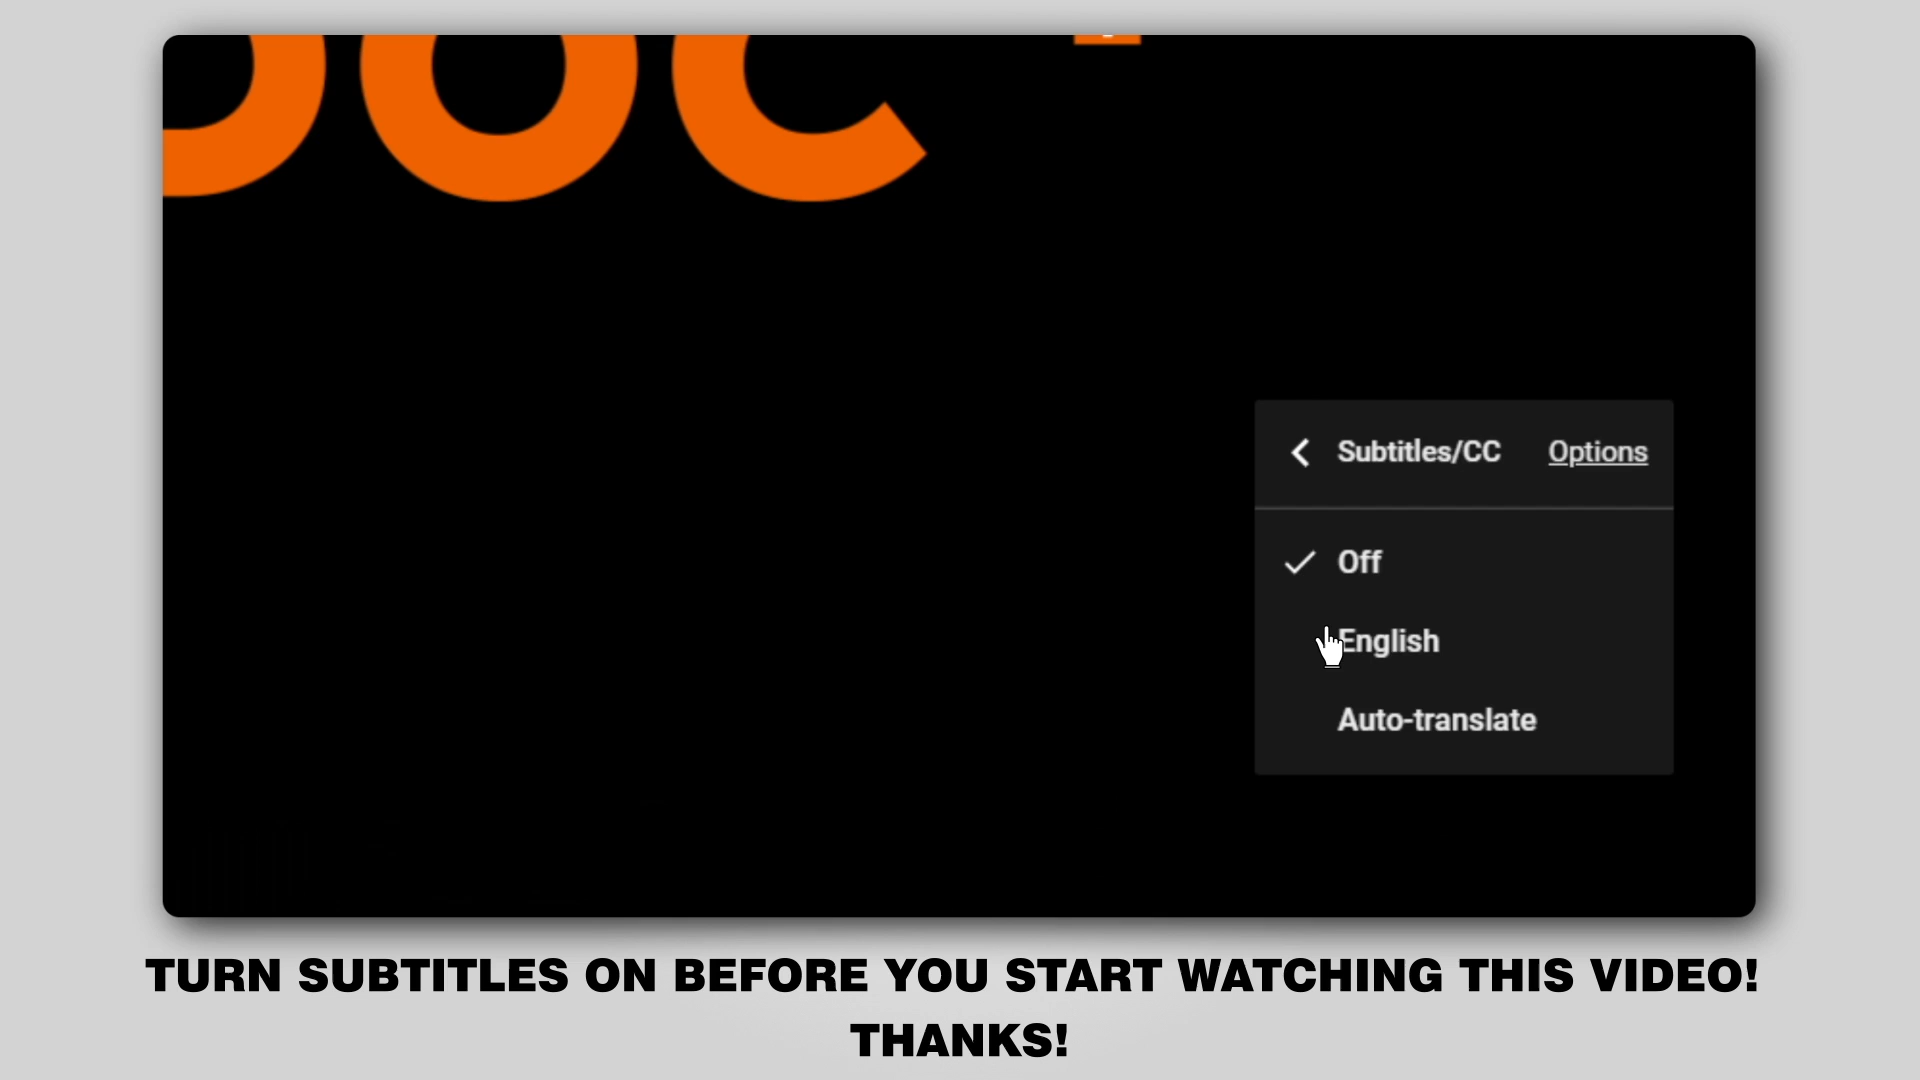 Subtitles/CC Options
Off
English
Auto-translate
TURN SUBTITLES ON BEFORE YOU START WATCHING THIS VIDEO!
THANKS!